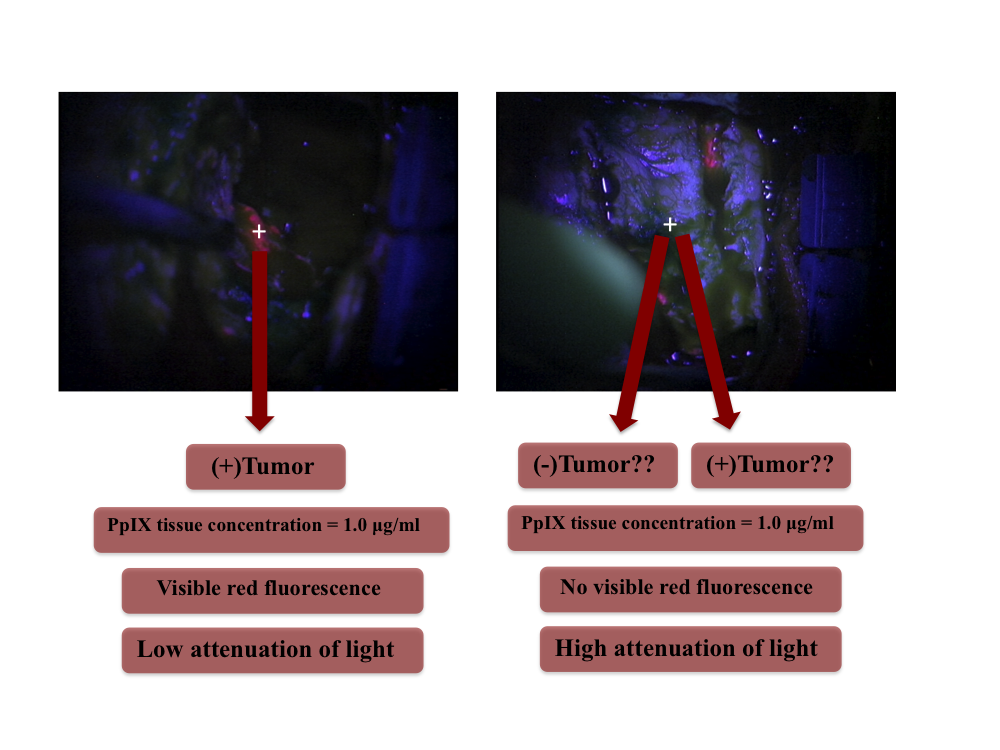 (+)Tumor
PpIX tissue concentration = 1.0 µg/ml
Visible red fluorescence
Low attenuation of light
(-)Tumor??
(+)Tumor??
PpIX tissue concentration = 1.0 µg/ml
No visible red fluorescence
High attenuation of light